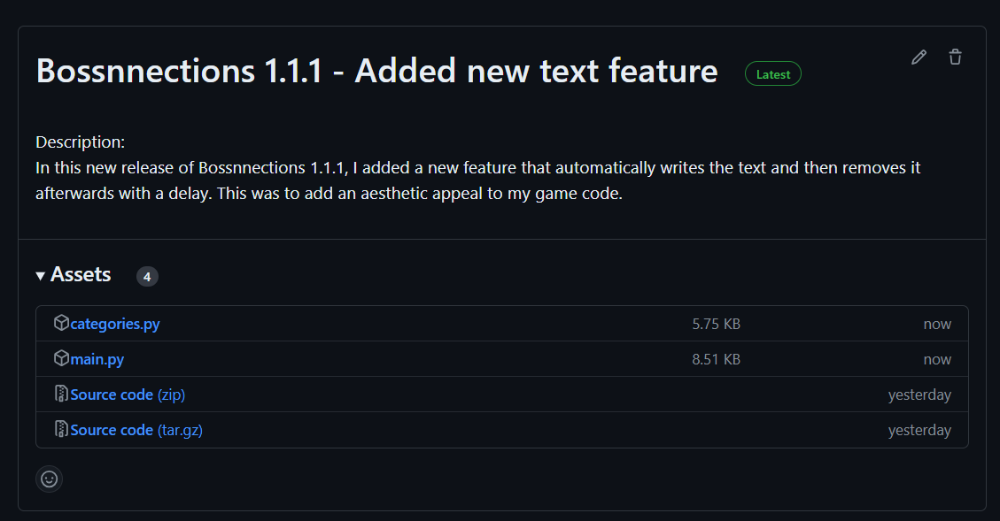 Bossnnections 1.1.1 - Added new text feature Latest
Description:
In this new release of Bossnnections 1.1.1, I added a new feature that automatically writes the text and then removes it
afterwards with a delay. This was to add an aesthetic appeal to my game code.
Assets 4
categories.py 5.75 KB now
main.py 8.51 KB now
Source code (zip) yesterday
Source code (tar.gz) yesterday